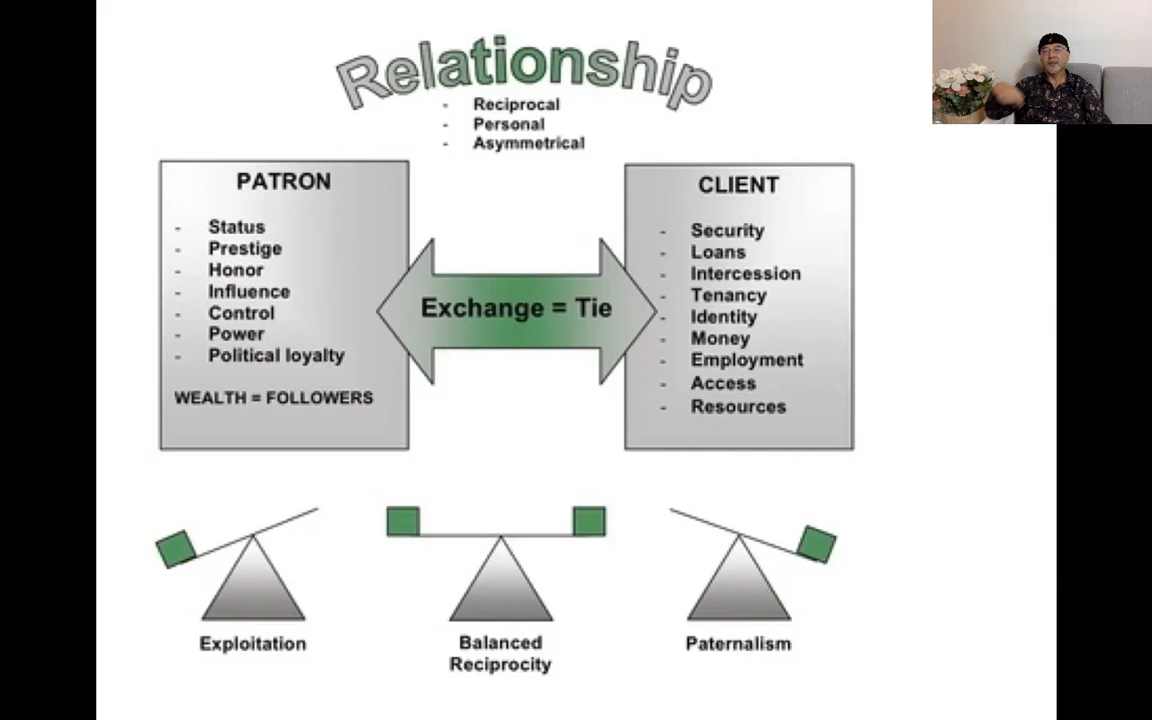 Relationship
- Reciprocal
- Personal
- Asymmetrical
PATRON
- Status
- Prestige
- Honor
- Influence
- Control
- Power
- Political loyalty
WEALTH = FOLLOWERS
Exchange = Tie
CLIENT
- Security
- Loans
- Intercession
- Tenancy
- Identity
- Money
- Employment
- Access
- Resources
Exploitation
Balanced
Reciprocity
Paternalism